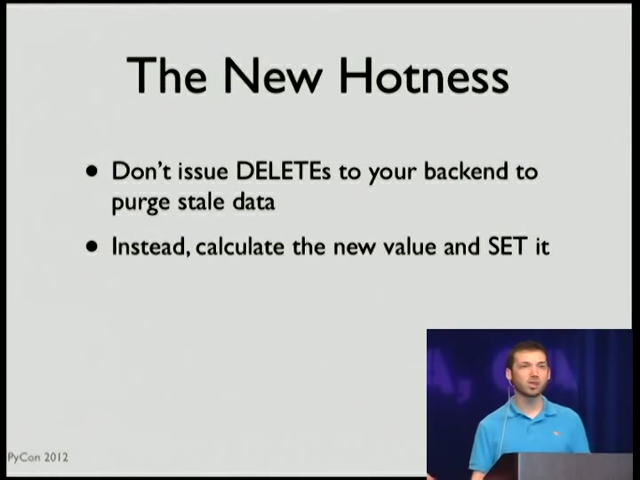 The New Hotness
• Don't issue DELETEs to your backend to
purge stale data
• Instead, calculate the new value and SET it
PyCon 2012